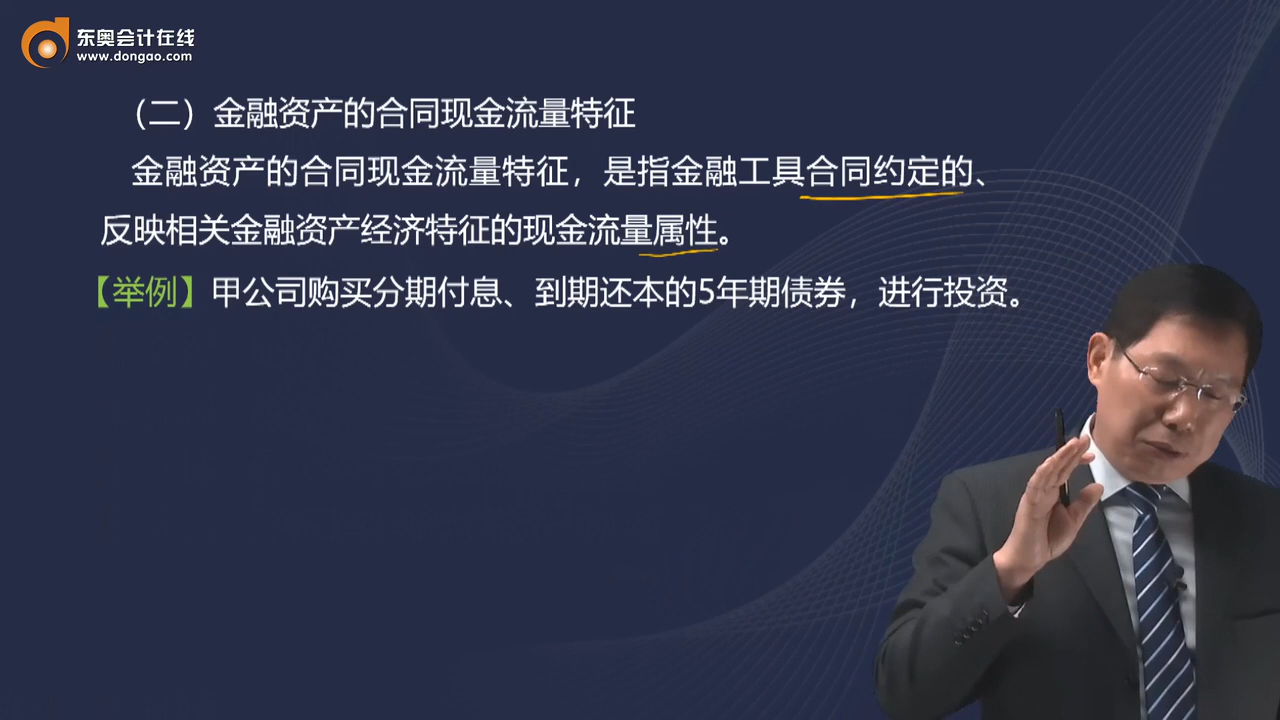 东奥会计在线
www.dongao.com
（二）金融资产的合同现金流量特征
金融资产的合同现金流量特征，是指金融工具合同约定的、
反映相关金融资产经济特征的现金流量属性。
【举例】甲公司购买分期付息、到期还本的5年期债券，进行投资。